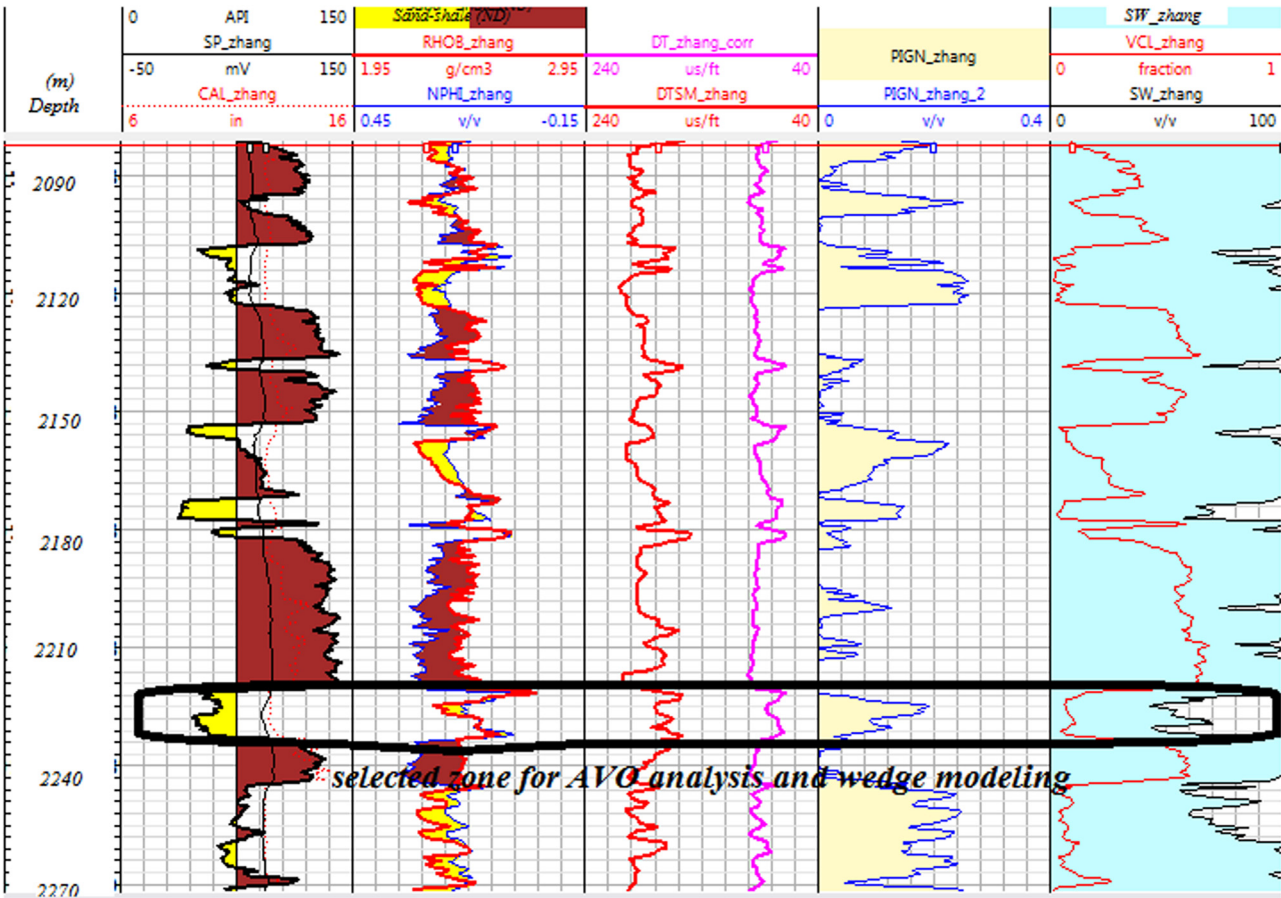 0 API 150
Sand-shale (ND)
SW_zhang
SP_zhang RHOB_zhang DT_zhang_corr VCL_zhang
PIGN_zhang
(m) -50 mV 150 1.95 g/cm3 2.95 240 us/ft 40 0 fraction 1
Depth CAL_zhang NPHI_zhang DTSM_zhang PIGN_zhang_2 SW_zhang
6 in 16 0.45 v/v -0.15 240 us/ft 40 0 v/v 0.4 0 v/v 100
2090
2120
2150
2180
2210
2240
selected zone for AVO analysis and wedge modeling
2270